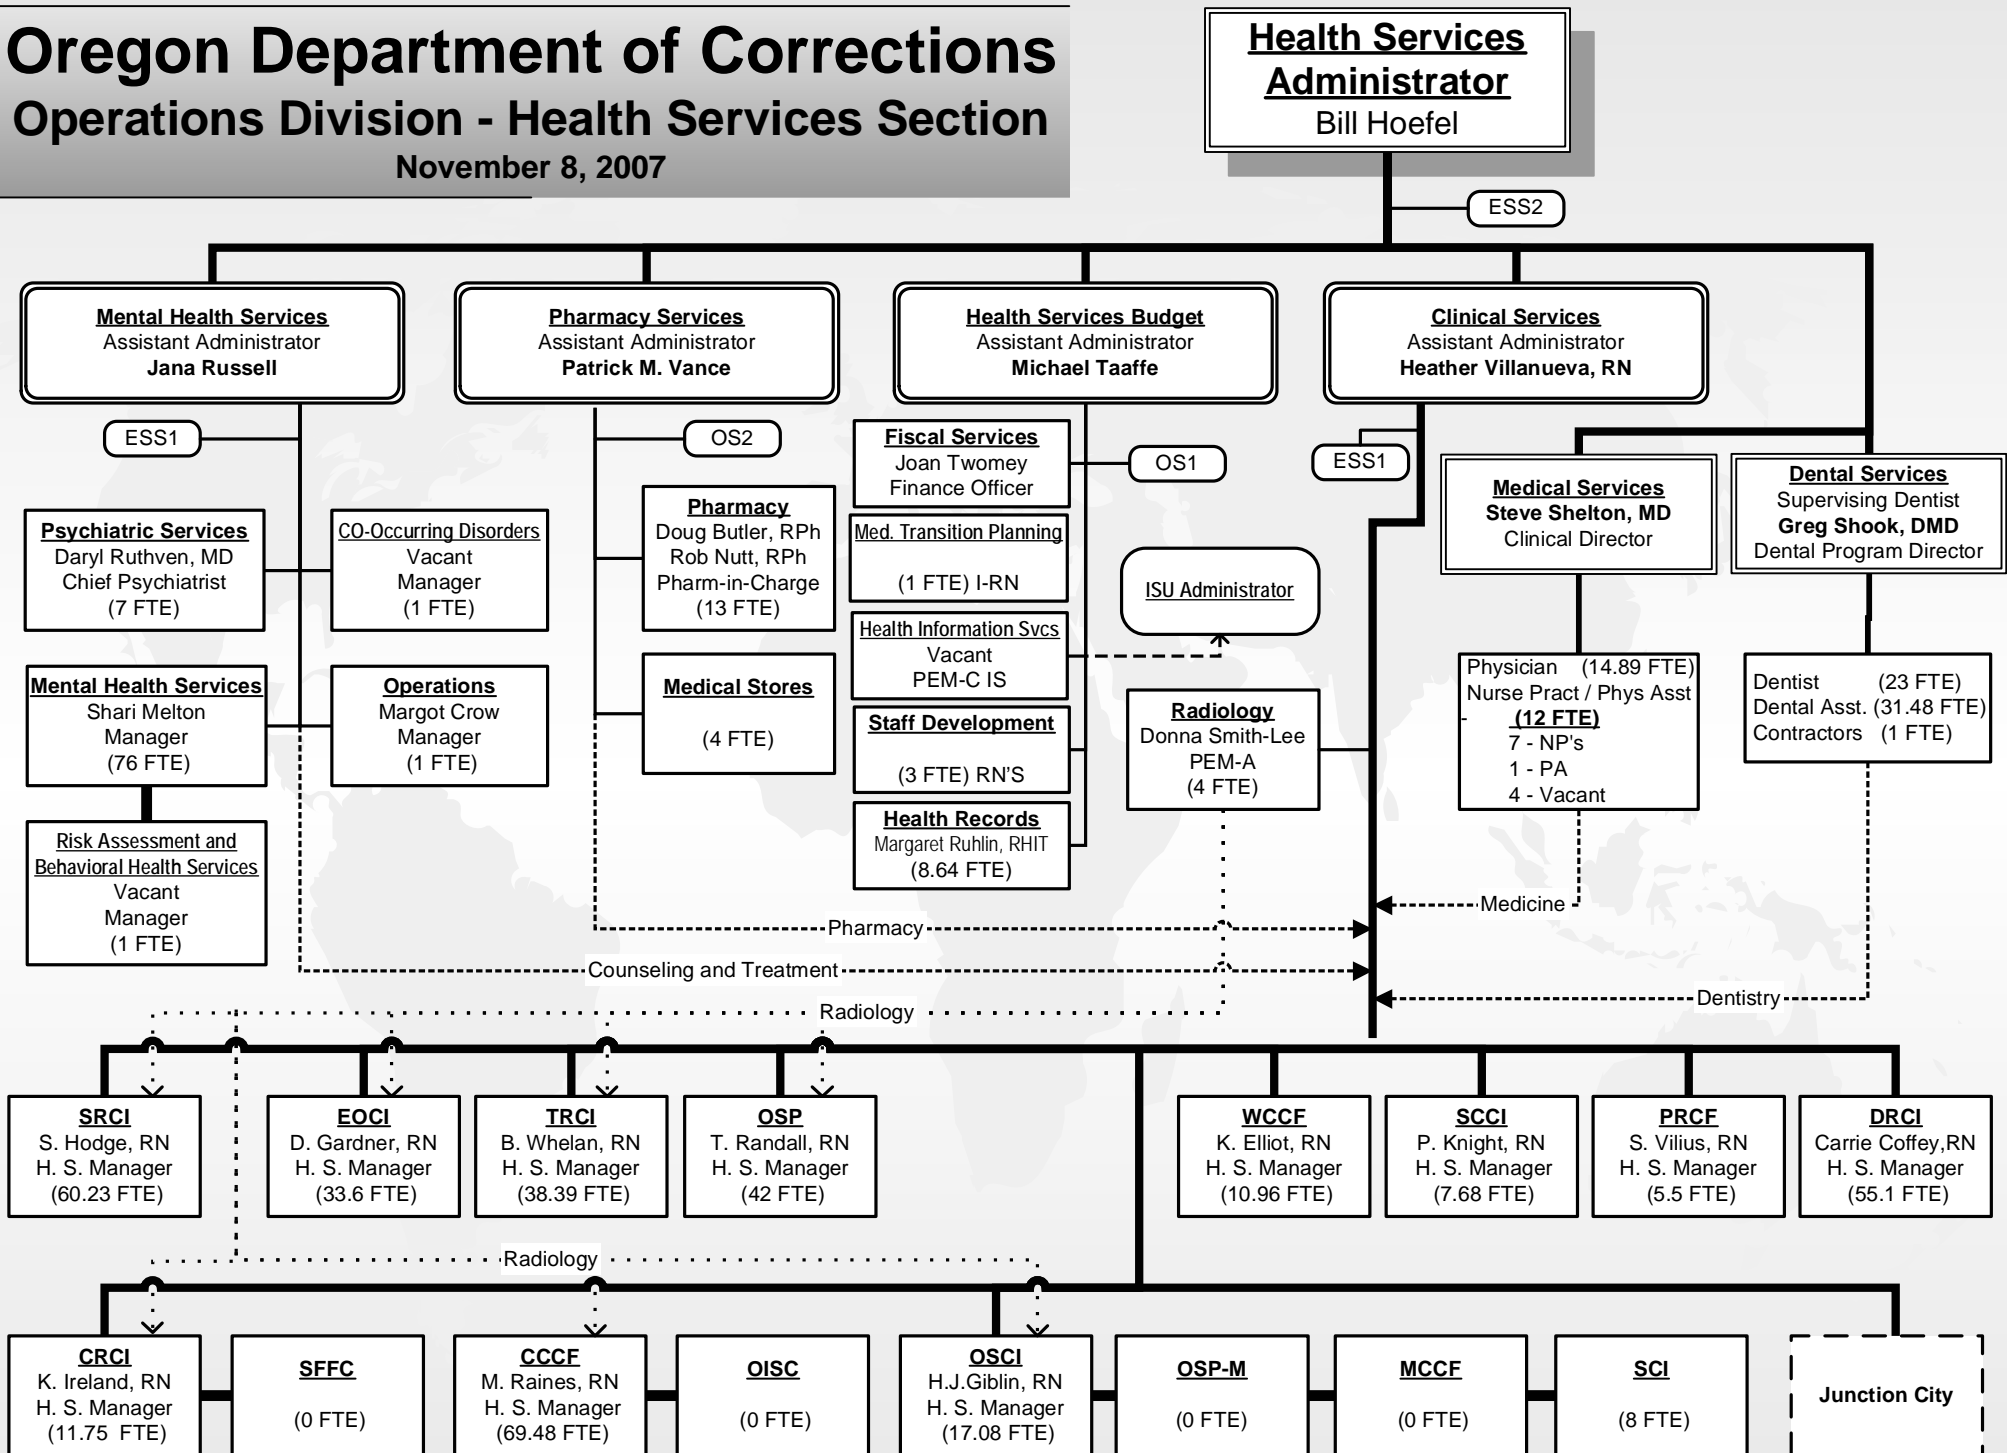 Oregon Department of Corrections
Operations Division - Health Services Section
November 8, 2007
Health Services
Administrator
Bill Hoefel
ESS2
Mental Health Services
Assistant Administrator
Jana Russell
Pharmacy Services
Assistant Administrator
Patrick M. Vance
Health Services Budget
Assistant Administrator
Michael Taaffe
Clinical Services
Assistant Administrator
Heather Villanueva, RN
ESS1
OS2
Fiscal Services
Joan Twomey
Finance Officer
OS1
ESS1
Medical Services
Steve Shelton, MD
Clinical Director
Dental Services
Supervising Dentist
Greg Shook, DMD
Dental Program Director
Psychiatric Services
Daryl Ruthven, MD
Chief Psychiatrist
(7 FTE)
CO-Occurring Disorders
Vacant
Manager
(1 FTE)
Pharmacy
Doug Butler, RPh
Rob Nutt, RPh
Pharm-in-Charge
(13 FTE)
Med. Transition Planning
(1 FTE) I-RN
ISU Administrator
Health Information Svcs
Vacant
PEM-C IS
Mental Health Services
Shari Melton
Manager
(76 FTE)
Operations
Margot Crow
Manager
(1 FTE)
Medical Stores
(4 FTE)
Staff Development
(3 FTE) RN'S
Radiology
Donna Smith-Lee
PEM-A
(4 FTE)
Physician (14.89 FTE)
Nurse Pract / Phys Asst
- (12 FTE)
7 - NP's
1 - PA
4 - Vacant
Dentist (23 FTE)
Dental Asst. (31.48 FTE)
Contractors (1 FTE)
Risk Assessment and
Behavioral Health Services
Vacant
Manager
(1 FTE)
Health Records
Margaret Ruhlin, RHIT
(8.64 FTE)
Medicine
Pharmacy
Counseling and Treatment
Dentistry
Radiology
SRCI
S. Hodge, RN
H. S. Manager
(60.23 FTE)
EOCI
D. Gardner, RN
H. S. Manager
(33.6 FTE)
TRCI
B. Whelan, RN
H. S. Manager
(38.39 FTE)
OSP
T. Randall, RN
H. S. Manager
(42 FTE)
WCCF
K. Elliot, RN
H. S. Manager
(10.96 FTE)
SCCI
P. Knight, RN
H. S. Manager
(7.68 FTE)
PRCF
S. Vilius, RN
H. S. Manager
(5.5 FTE)
DRCI
Carrie Coffey,RN
H. S. Manager
(55.1 FTE)
Radiology
CRCI
K. Ireland, RN
H. S. Manager
(11.75 FTE)
SFFC
(0 FTE)
CCCF
M. Raines, RN
H. S. Manager
(69.48 FTE)
OISC
(0 FTE)
OSCI
H.J.Giblin, RN
H. S. Manager
(17.08 FTE)
OSP-M
(0 FTE)
MCCF
(0 FTE)
SCI
(8 FTE)
Junction City